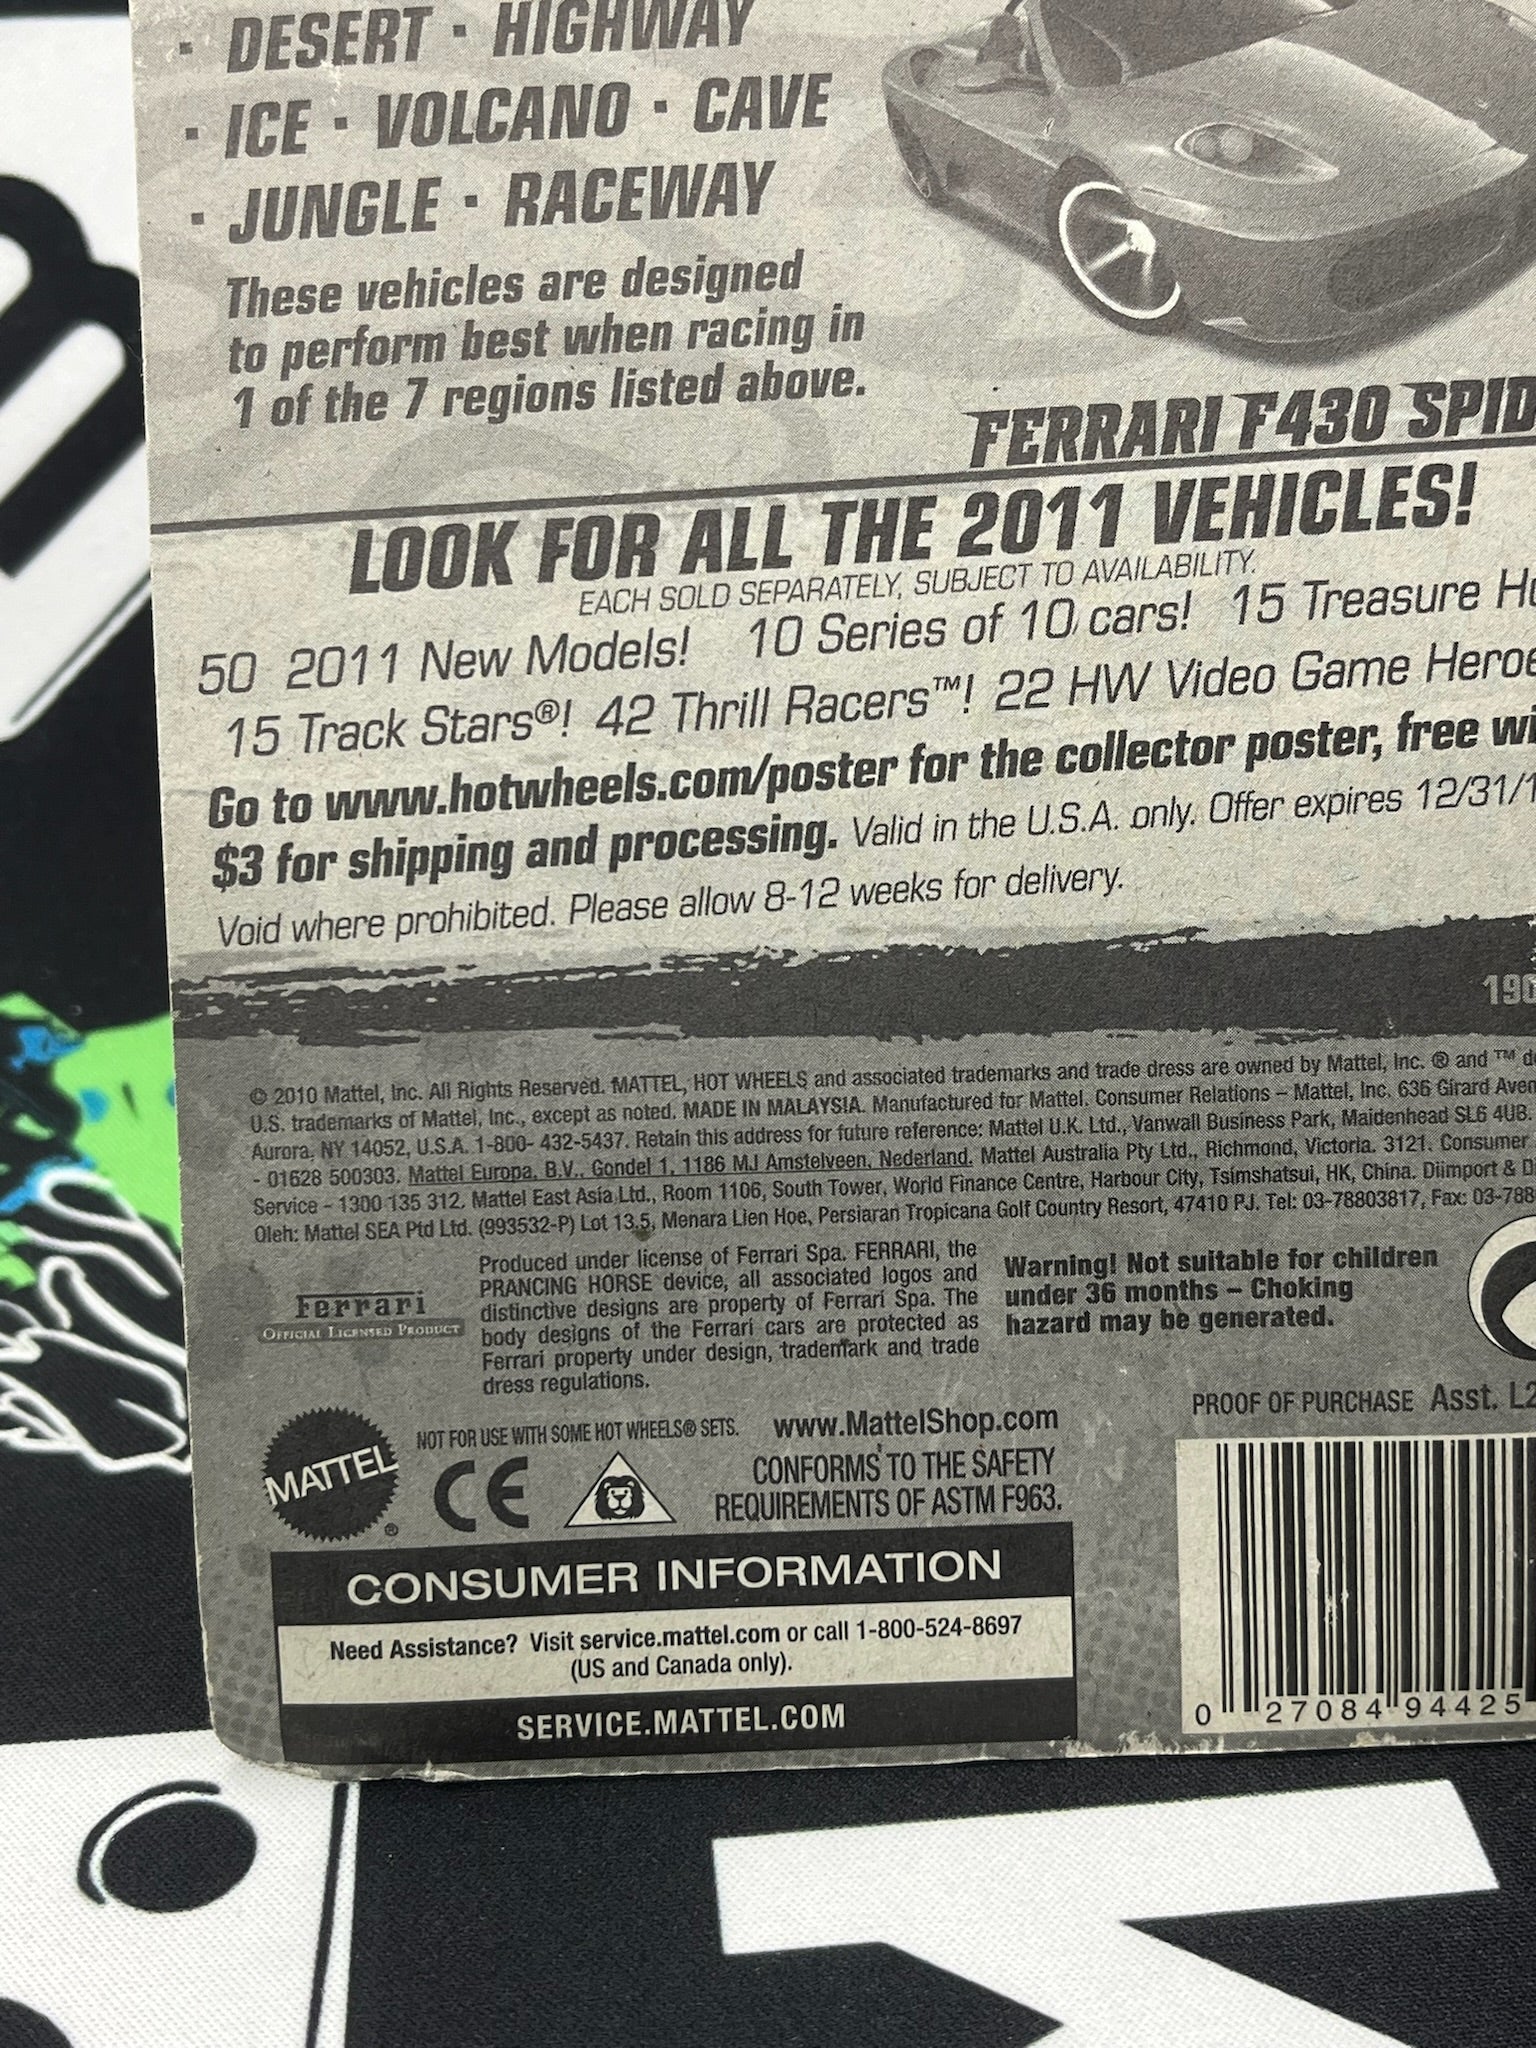 · DESERT · HIGHWAY
· ICE · VOLCANO · CAVE
· JUNGLE · RACEWAY
These vehicles are designed
to perform best when racing in
1 of the 7 regions listed above.
FERRARI F430 SPID
LOOK FOR ALL THE 2011 VEHICLES!
EACH SOLD SEPARATELY, SUBJECT TO AVAILABILITY.
50 2011 New Models! 10 Series of 10 cars! 15 Treasure Hu
15 Track Stars®! 42 Thrill Racers™! 22 HW Video Game Heroe
Go to www.hotwheels.com/poster for the collector poster, free wi
$3 for shipping and processing. Valid in the U.S.A. only. Offer expires 12/31/1
Void where prohibited. Please allow 8-12 weeks for delivery.
190
© 2010 Mattel, Inc. All Rights Reserved. MATTEL, HOT WHEELS and associated trademarks and trade dress are owned by Mattel, Inc. ® and ™ de
U.S. trademarks of Mattel, Inc., except as noted. MADE IN MALAYSIA. Manufactured for Mattel. Consumer Relations – Mattel, Inc. 636 Girard Aven
Aurora, NY 14052, U.S.A. 1-800- 432-5437. Retain this address for future reference: Mattel U.K. Ltd., Vanwall Business Park, Maidenhead SL6 4UB.
- 01628 500303. Mattel Europa, B.V., Gondel 1, 1186 MJ Amstelveen, Nederland. Mattel Australia Pty Ltd., Richmond, Victoria. 3121. Consumer
Service - 1300 135 312. Mattel East Asia Ltd., Room 1106, South Tower, World Finance Centre, Harbour City, Tsimshatsui, HK, China. Diimport & D
Oleh: Mattel SEA Ptd Ltd. (993532-P) Lot 13.5, Menara Lien Hoe, Persiaran Tropicana Golf Country Resort, 47410 PJ. Tel: 03-78803817, Fax: 03-788
Ferrari
OFFICIAL LICENSED PRODUCT
Produced under license of Ferrari Spa. FERRARI, the
PRANCING HORSE device, all associated logos and
distinctive designs are property of Ferrari Spa. The
body designs of the Ferrari cars are protected as
Ferrari property under design, trademark and trade
dress regulations.
Warning! Not suitable for children
under 36 months – Choking
hazard may be generated.
PROOF OF PURCHASE Asst. L2
MATTEL®
NOT FOR USE WITH SOME HOT WHEELS® SETS.
www.MattelShop.com
CE
CONFORMS TO THE SAFETY
REQUIREMENTS OF ASTM F963.
CONSUMER INFORMATION
Need Assistance? Visit service.mattel.com or call 1-800-524-8697
(US and Canada only).
SERVICE.MATTEL.COM
0 27084 94425